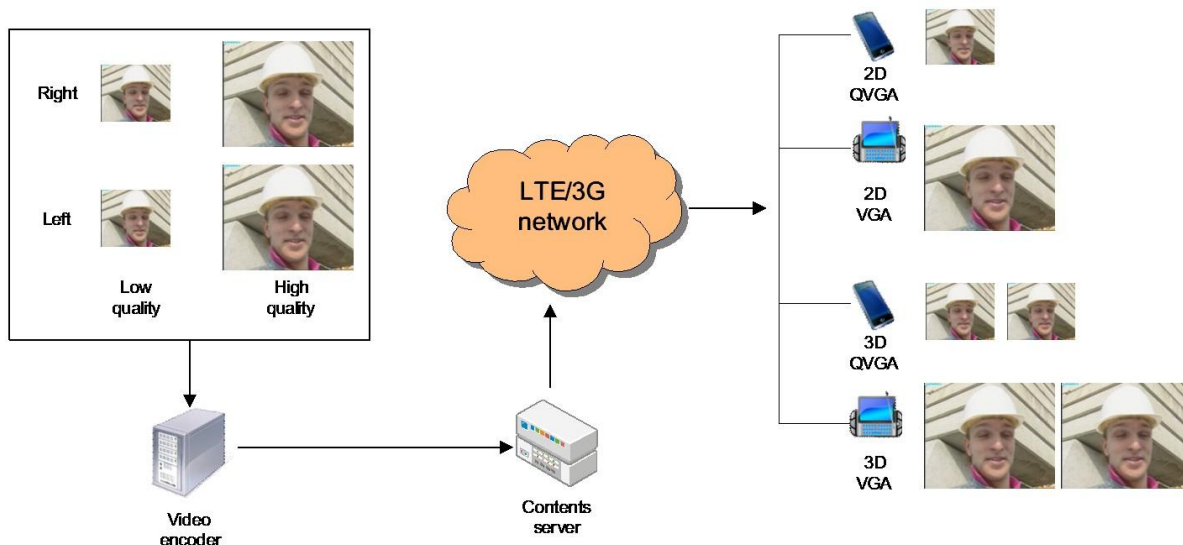 Right
Left
Low
quality
High
quality
Video
encoder
Contents
server
LTE/3G
network
2D
QVGA
2D
VGA
3D
QVGA
3D
VGA